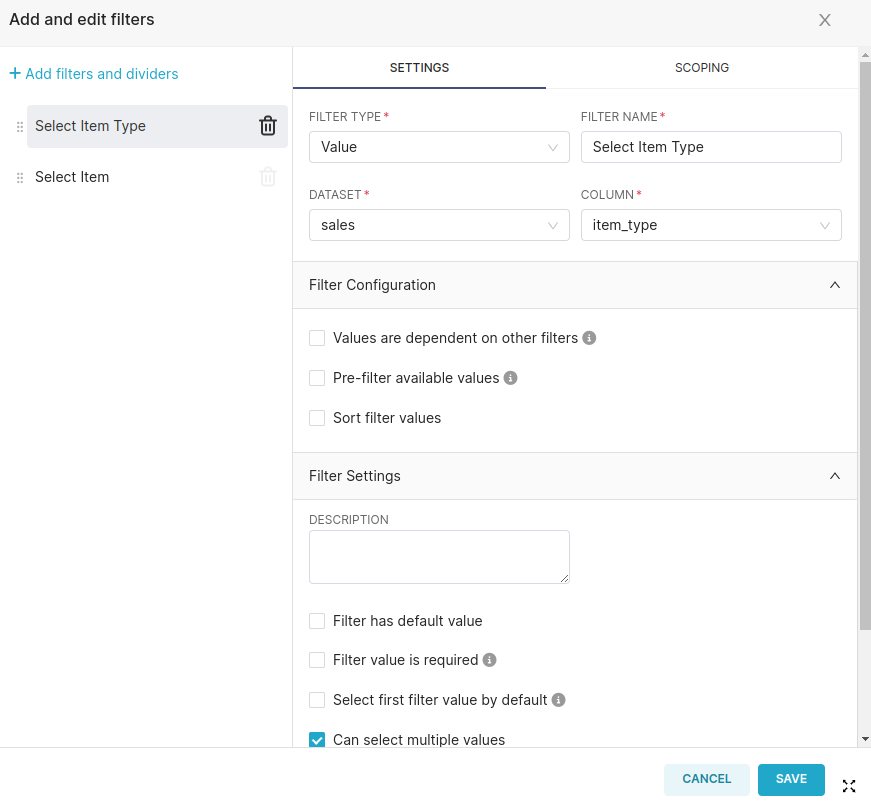 Add and edit filters
+ Add filters and dividers
Select Item Type
Select Item
SETTINGS
SCOPING
FILTER TYPE *
FILTER NAME *
Value
Select Item Type
DATASET *
COLUMN *
sales
item_type
Filter Configuration
Values are dependent on other filters
Pre-filter available values
Sort filter values
Filter Settings
DESCRIPTION
Filter has default value
Filter value is required
Select first filter value by default
Can select multiple values
CANCEL
SAVE